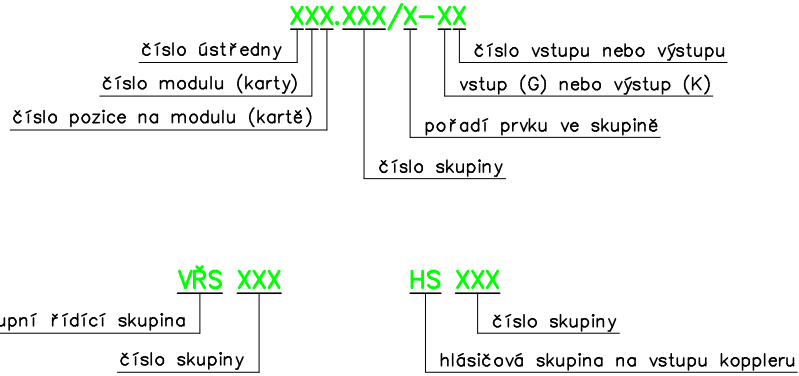 XXX.XXX/X-XX
číslo ústředny
číslo vstupu nebo výstupu
číslo modulu (karty)
vstup (G) nebo výstup (K)
číslo pozice na modulu (kartě)
pořadí prvku ve skupině
číslo skupiny
VŘS XXX
HS XXX
řídící skupina
číslo skupiny
číslo skupiny
hlásičová skupina na vstupu koppleru